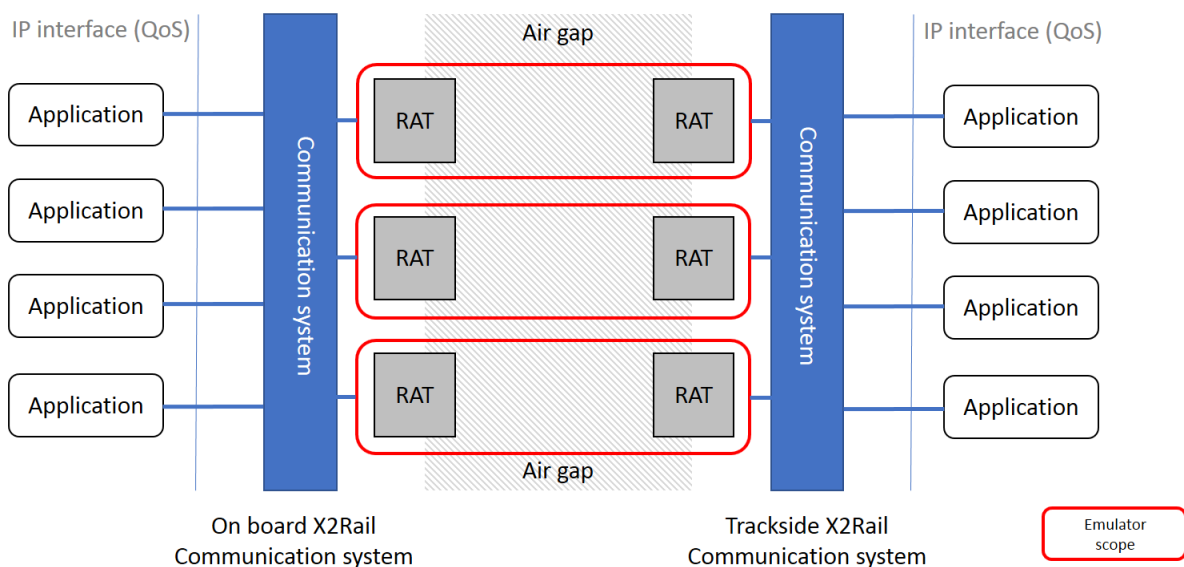 IP interface (QoS)
Air gap
IP interface (QoS)
Application
RAT
RAT
Application
Communication system
Communication system
Application
RAT
RAT
Application
Application
Application
Application
RAT
RAT
Application
Air gap
On board X2Rail
Communication system
Trackside X2Rail
Communication system
Emulator
scope